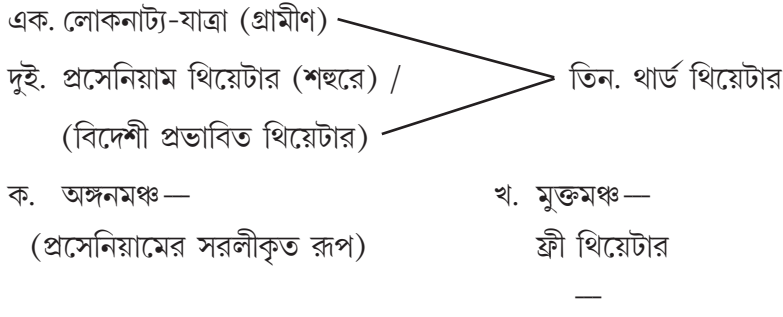 এক. লোকনাট্য-যাত্রা (গ্রামীণ)
দুই. প্রসেনিয়াম থিয়েটার (শহুরে) / তিন. থার্ড থিয়েটার
(বিদেশী প্রভাবিত থিয়েটার)
ক. অঙ্গনমঞ্চ— খ. মুক্তমঞ্চ—
(প্রসেনিয়ামের সরলীকৃত রূপ) ফ্রী থিয়েটার
—